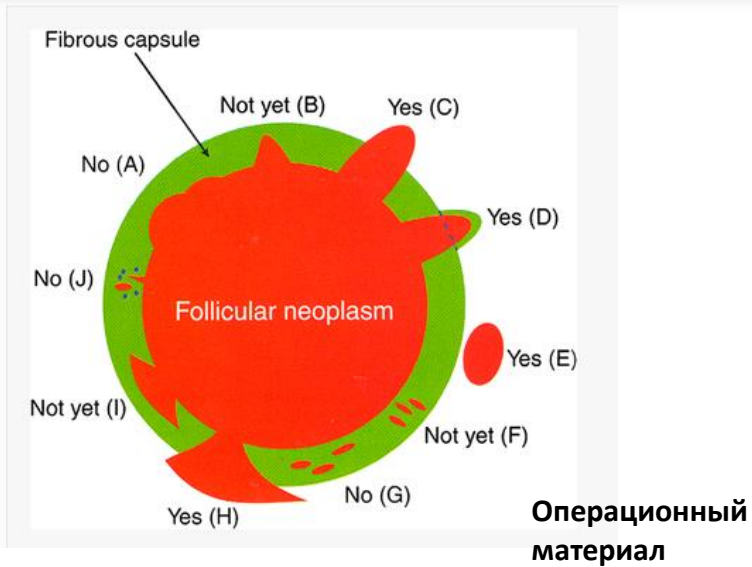 Fibrous capsule
Not yet (B)
Yes (C)
No (A)
Yes (D)
No (J)
Follicular neoplasm
Yes (E)
Not yet (I)
Not yet (F)
No (G)
Yes (H)
Операционный
материал